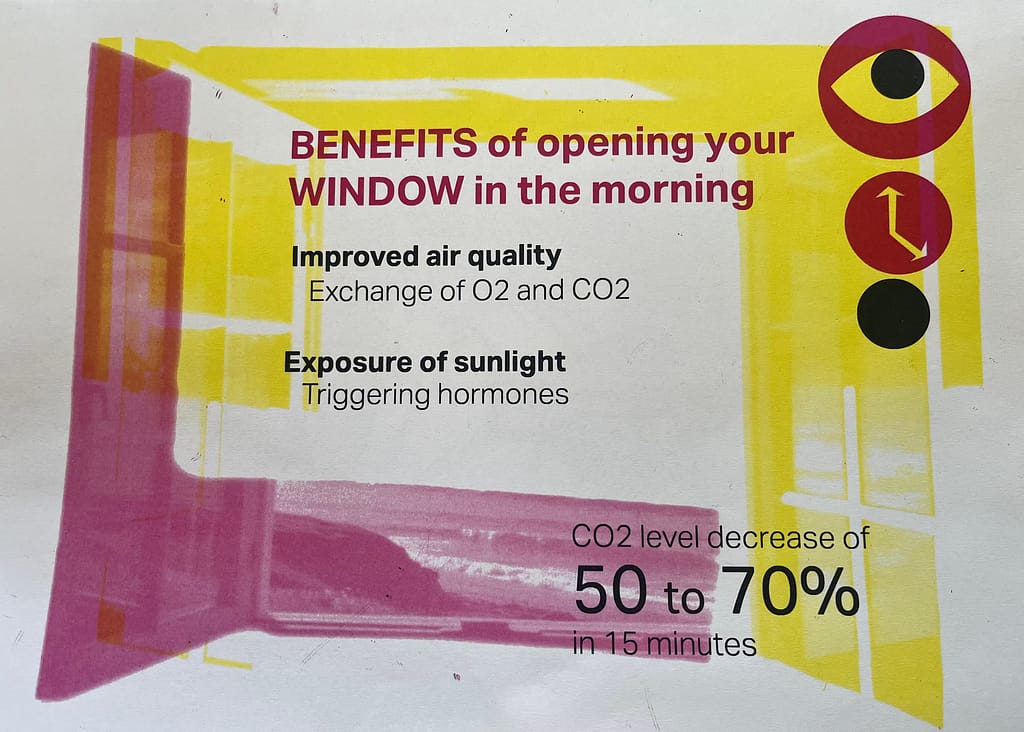 BENEFITS of opening your
WINDOW in the morning
Improved air quality
Exchange of O2 and CO2
Exposure of sunlight
Triggering hormones
CO2 level decrease of
50 to 70%
in 15 minutes